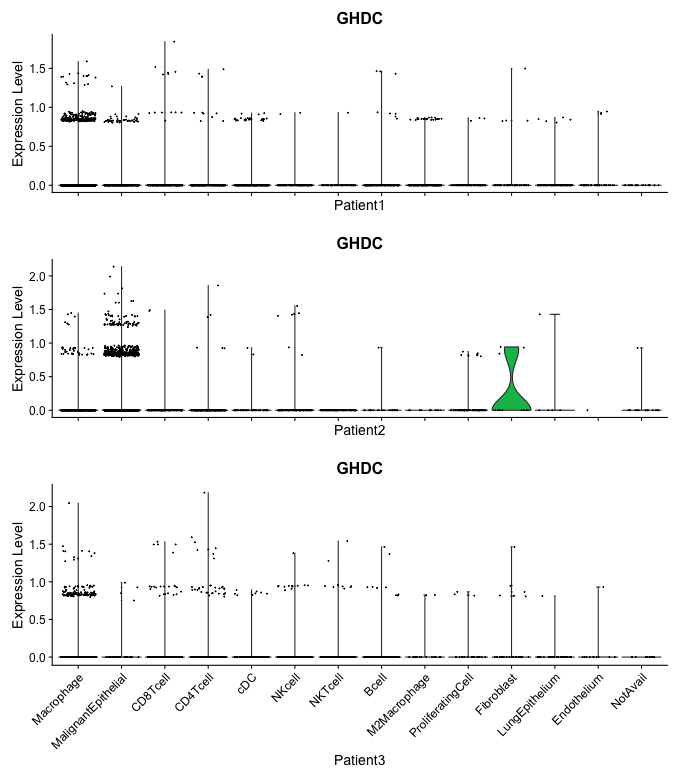 GHDC
Expression Level
1.5
1.0
0.5
0.0
Patient1
GHDC
Expression Level
2.0
1.5
1.0
0.5
0.0
Patient2
GHDC
Expression Level
2.0
1.5
1.0
0.5
0.0
Macrophage
MalignantEpithelial
CD8Tcell
CD4Tcell
cDC
NKcell
NKTcell
Bcell
M2Macrophage
ProliferatingCell
Fibroblast
LungEpithelium
Endothelium
NotAvail
Patient3